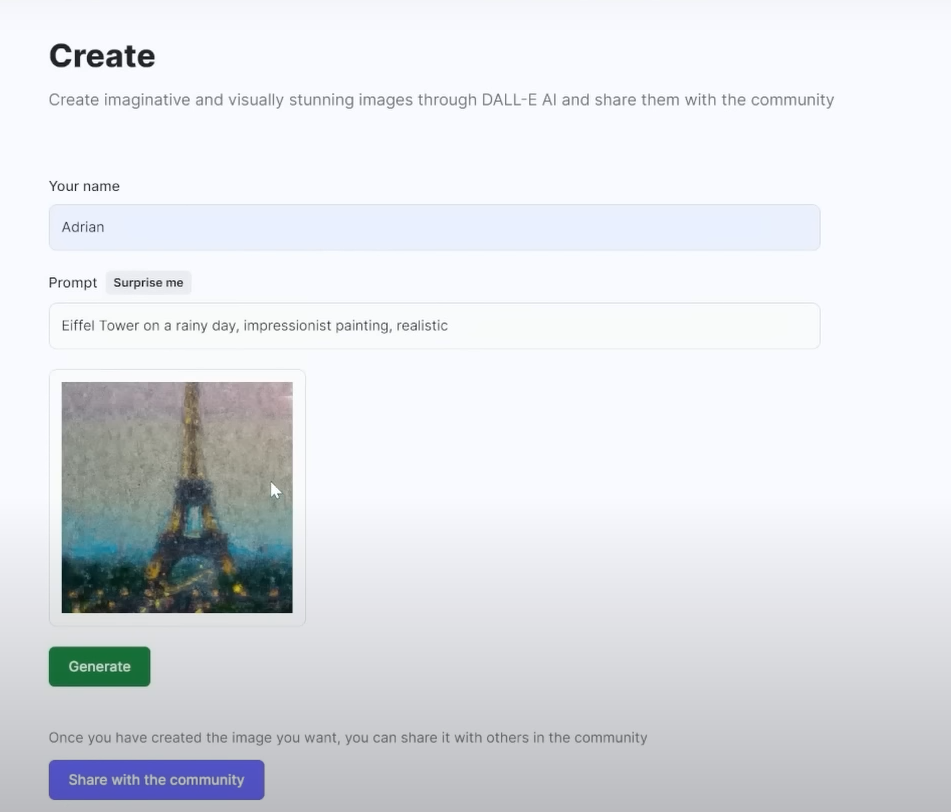 Create
Create imaginative and visually stunning images through DALL-E AI and share them with the community
Your name
Adrian
Prompt Surprise me
Eiffel Tower on a rainy day, impressionist painting, realistic
Generate
Once you have created the image you want, you can share it with others in the community
Share with the community